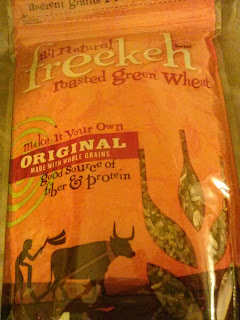 ancient grains
all Natural
freekeh
roasted green Wheat
make it Your Own
ORIGINAL
MADE WITH WHOLE GRAINS
good source of
fiber & protein